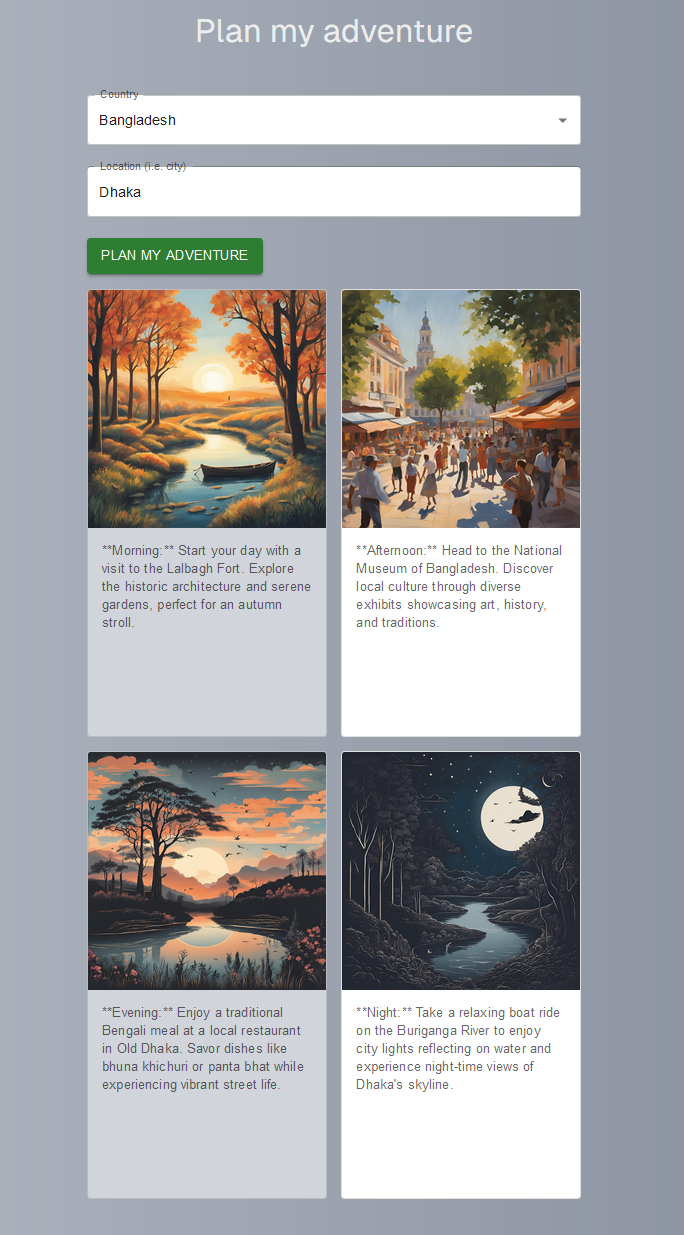 Plan my adventure
Country
Bangladesh
Location (i.e. city)
Dhaka
PLAN MY ADVENTURE
**Morning:** Start your day with a
visit to the Lalbagh Fort. Explore
the historic architecture and serene
gardens, perfect for an autumn
stroll.
**Afternoon:** Head to the National
Museum of Bangladesh. Discover
local culture through diverse
exhibits showcasing art, history,
and traditions.
**Evening:** Enjoy a traditional
Bengali meal at a local restaurant
in Old Dhaka. Savor dishes like
bhuna khichuri or panta bhat while
experiencing vibrant street life.
**Night:** Take a relaxing boat ride
on the Buriganga River to enjoy
city lights reflecting on water and
experience night-time views of
Dhaka's skyline.